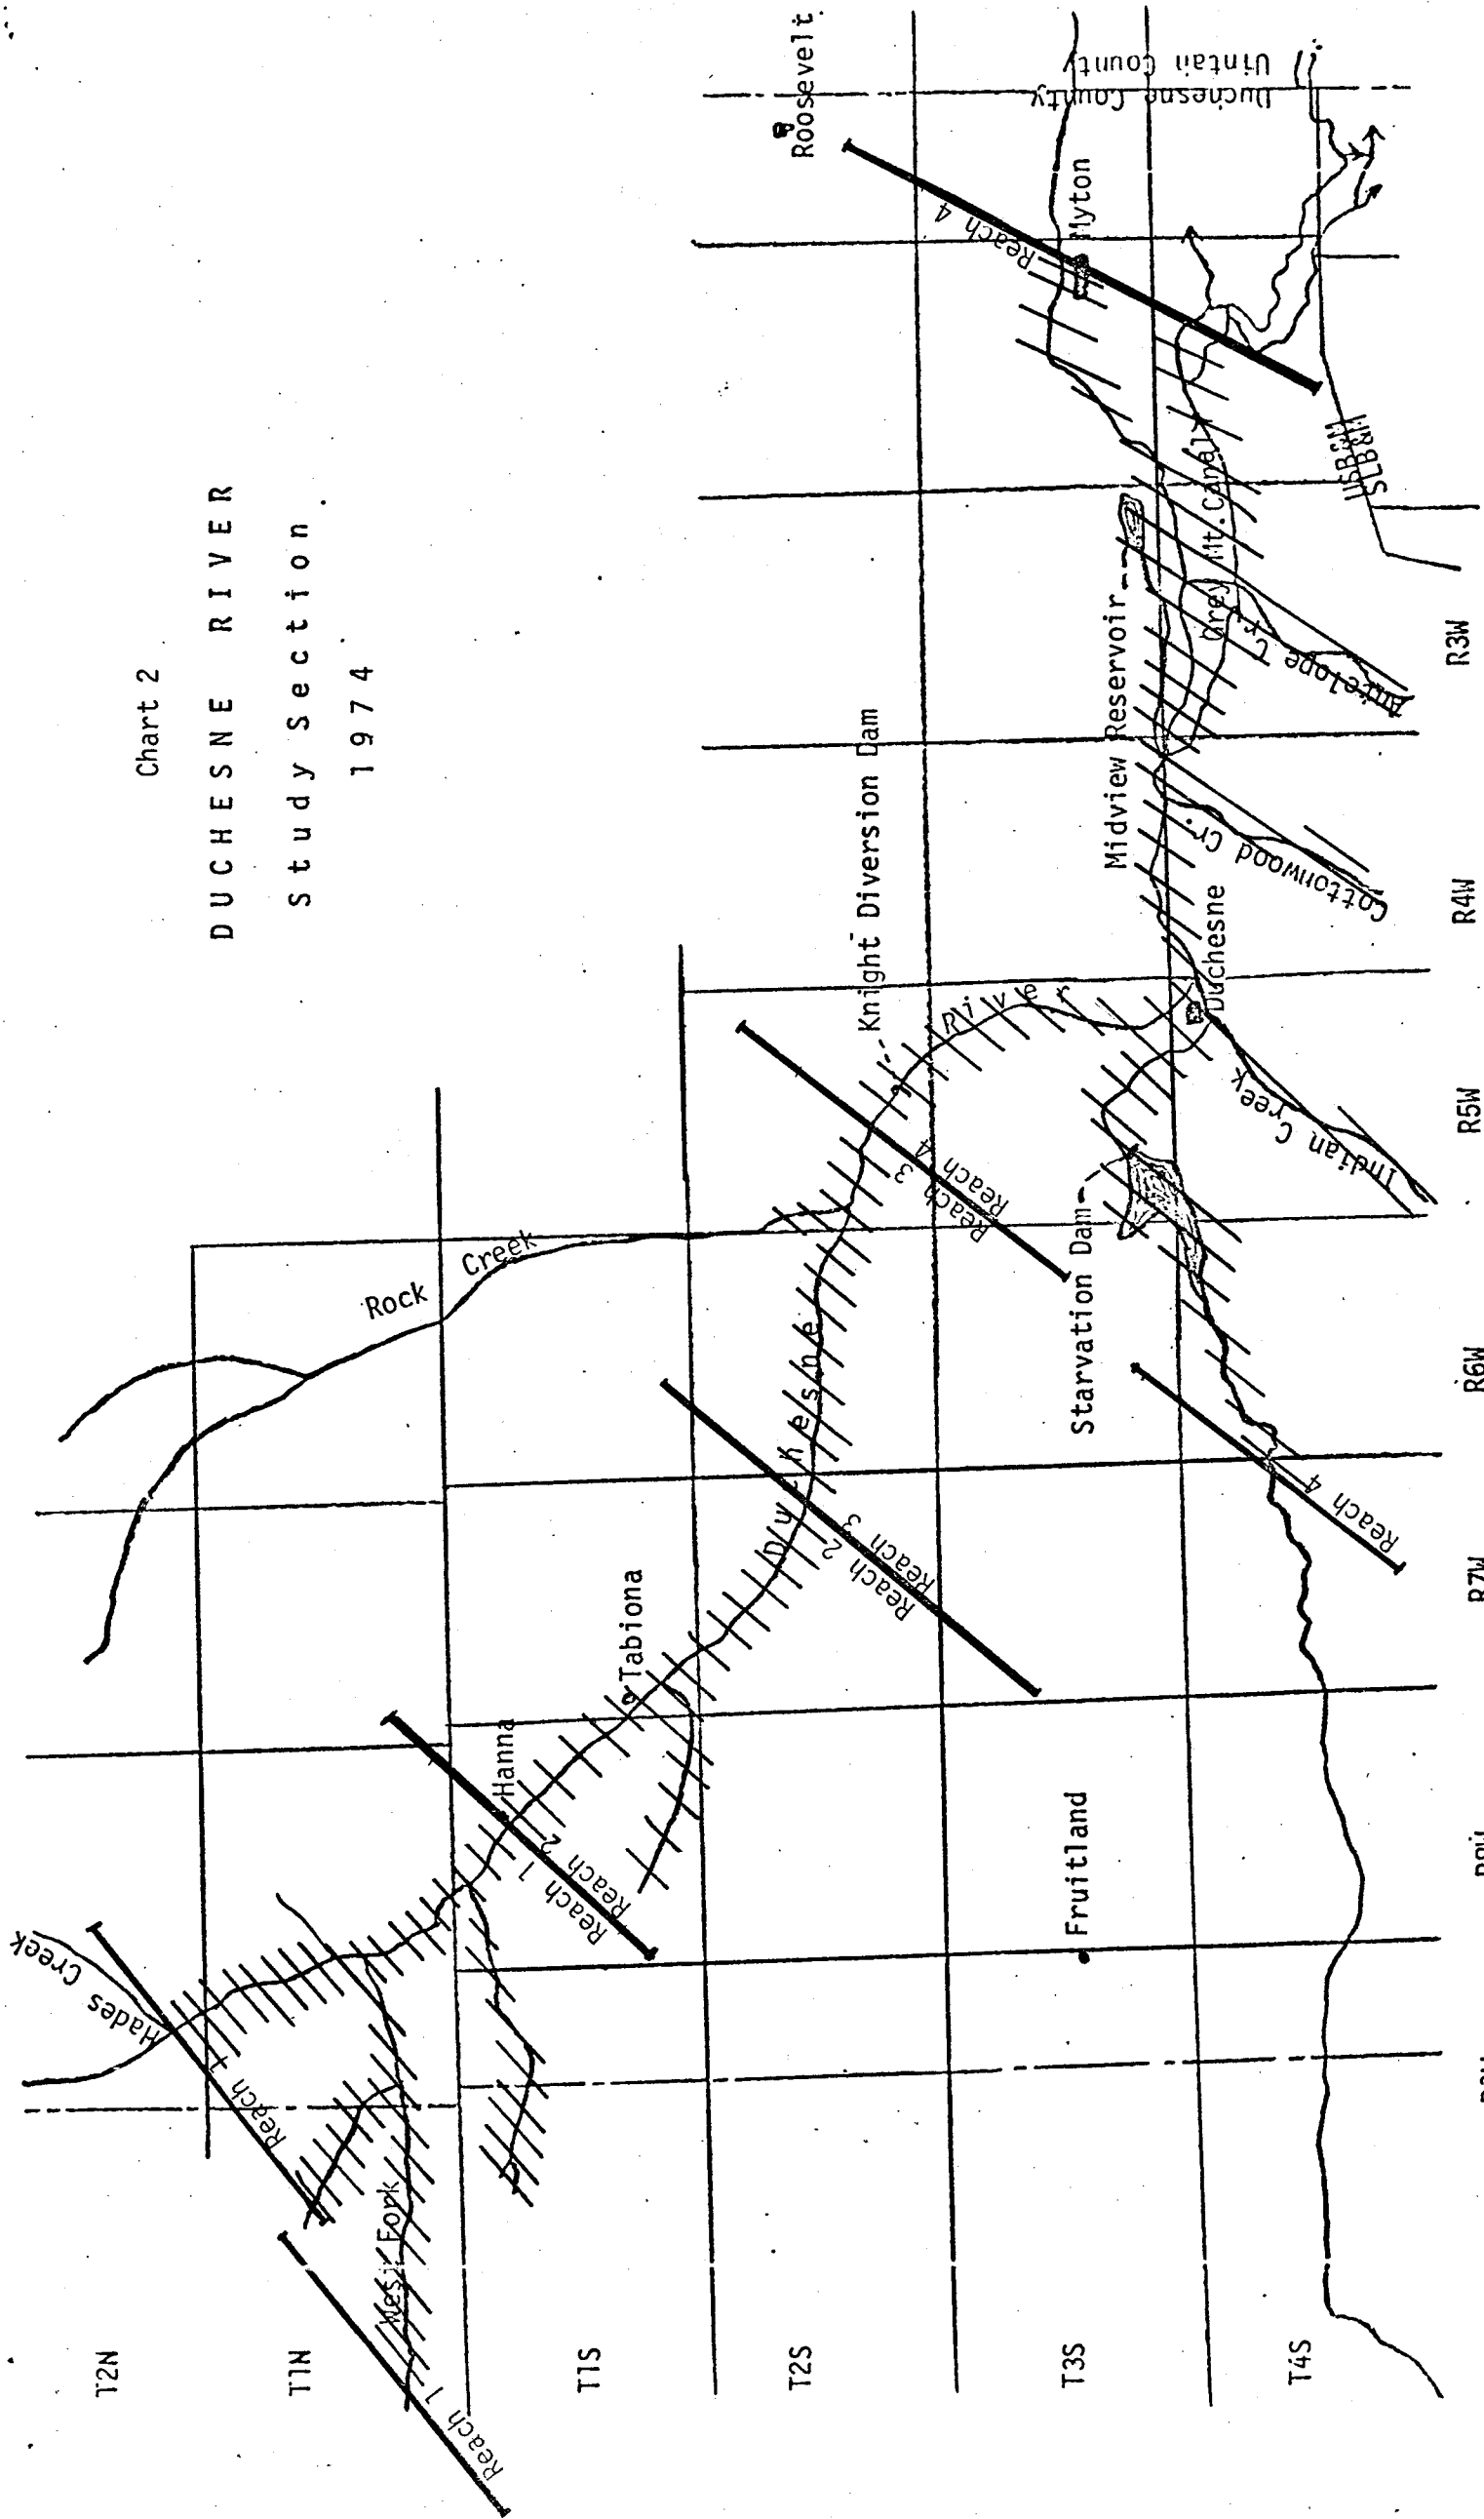 Chart 2
DUCHESNE RIVER
Study Section
1974
Roosevelt
Duchesne County
Uintah County
Reach 4
Myton
Grey Mt. Canal
USB&M
SLB&M
Midview Reservoir
Antelope Cr.
Cottonwood Cr.
Knight Diversion Dam
Duchesne
River
Indian Creek
Reach 3
Reach 4
Starvation Dam
Rock Creek
Duchesne
Reach 4
Reach 2
Reach 3
Tabiona
Hanna
Reach 1
Reach 2
Fruitland
Hades Creek
Reach 1
West Fork
Reach 1
T2N
T1N
T1S
T2S
T3S
T4S
R3W
R4W
R5W
R6W
R7W